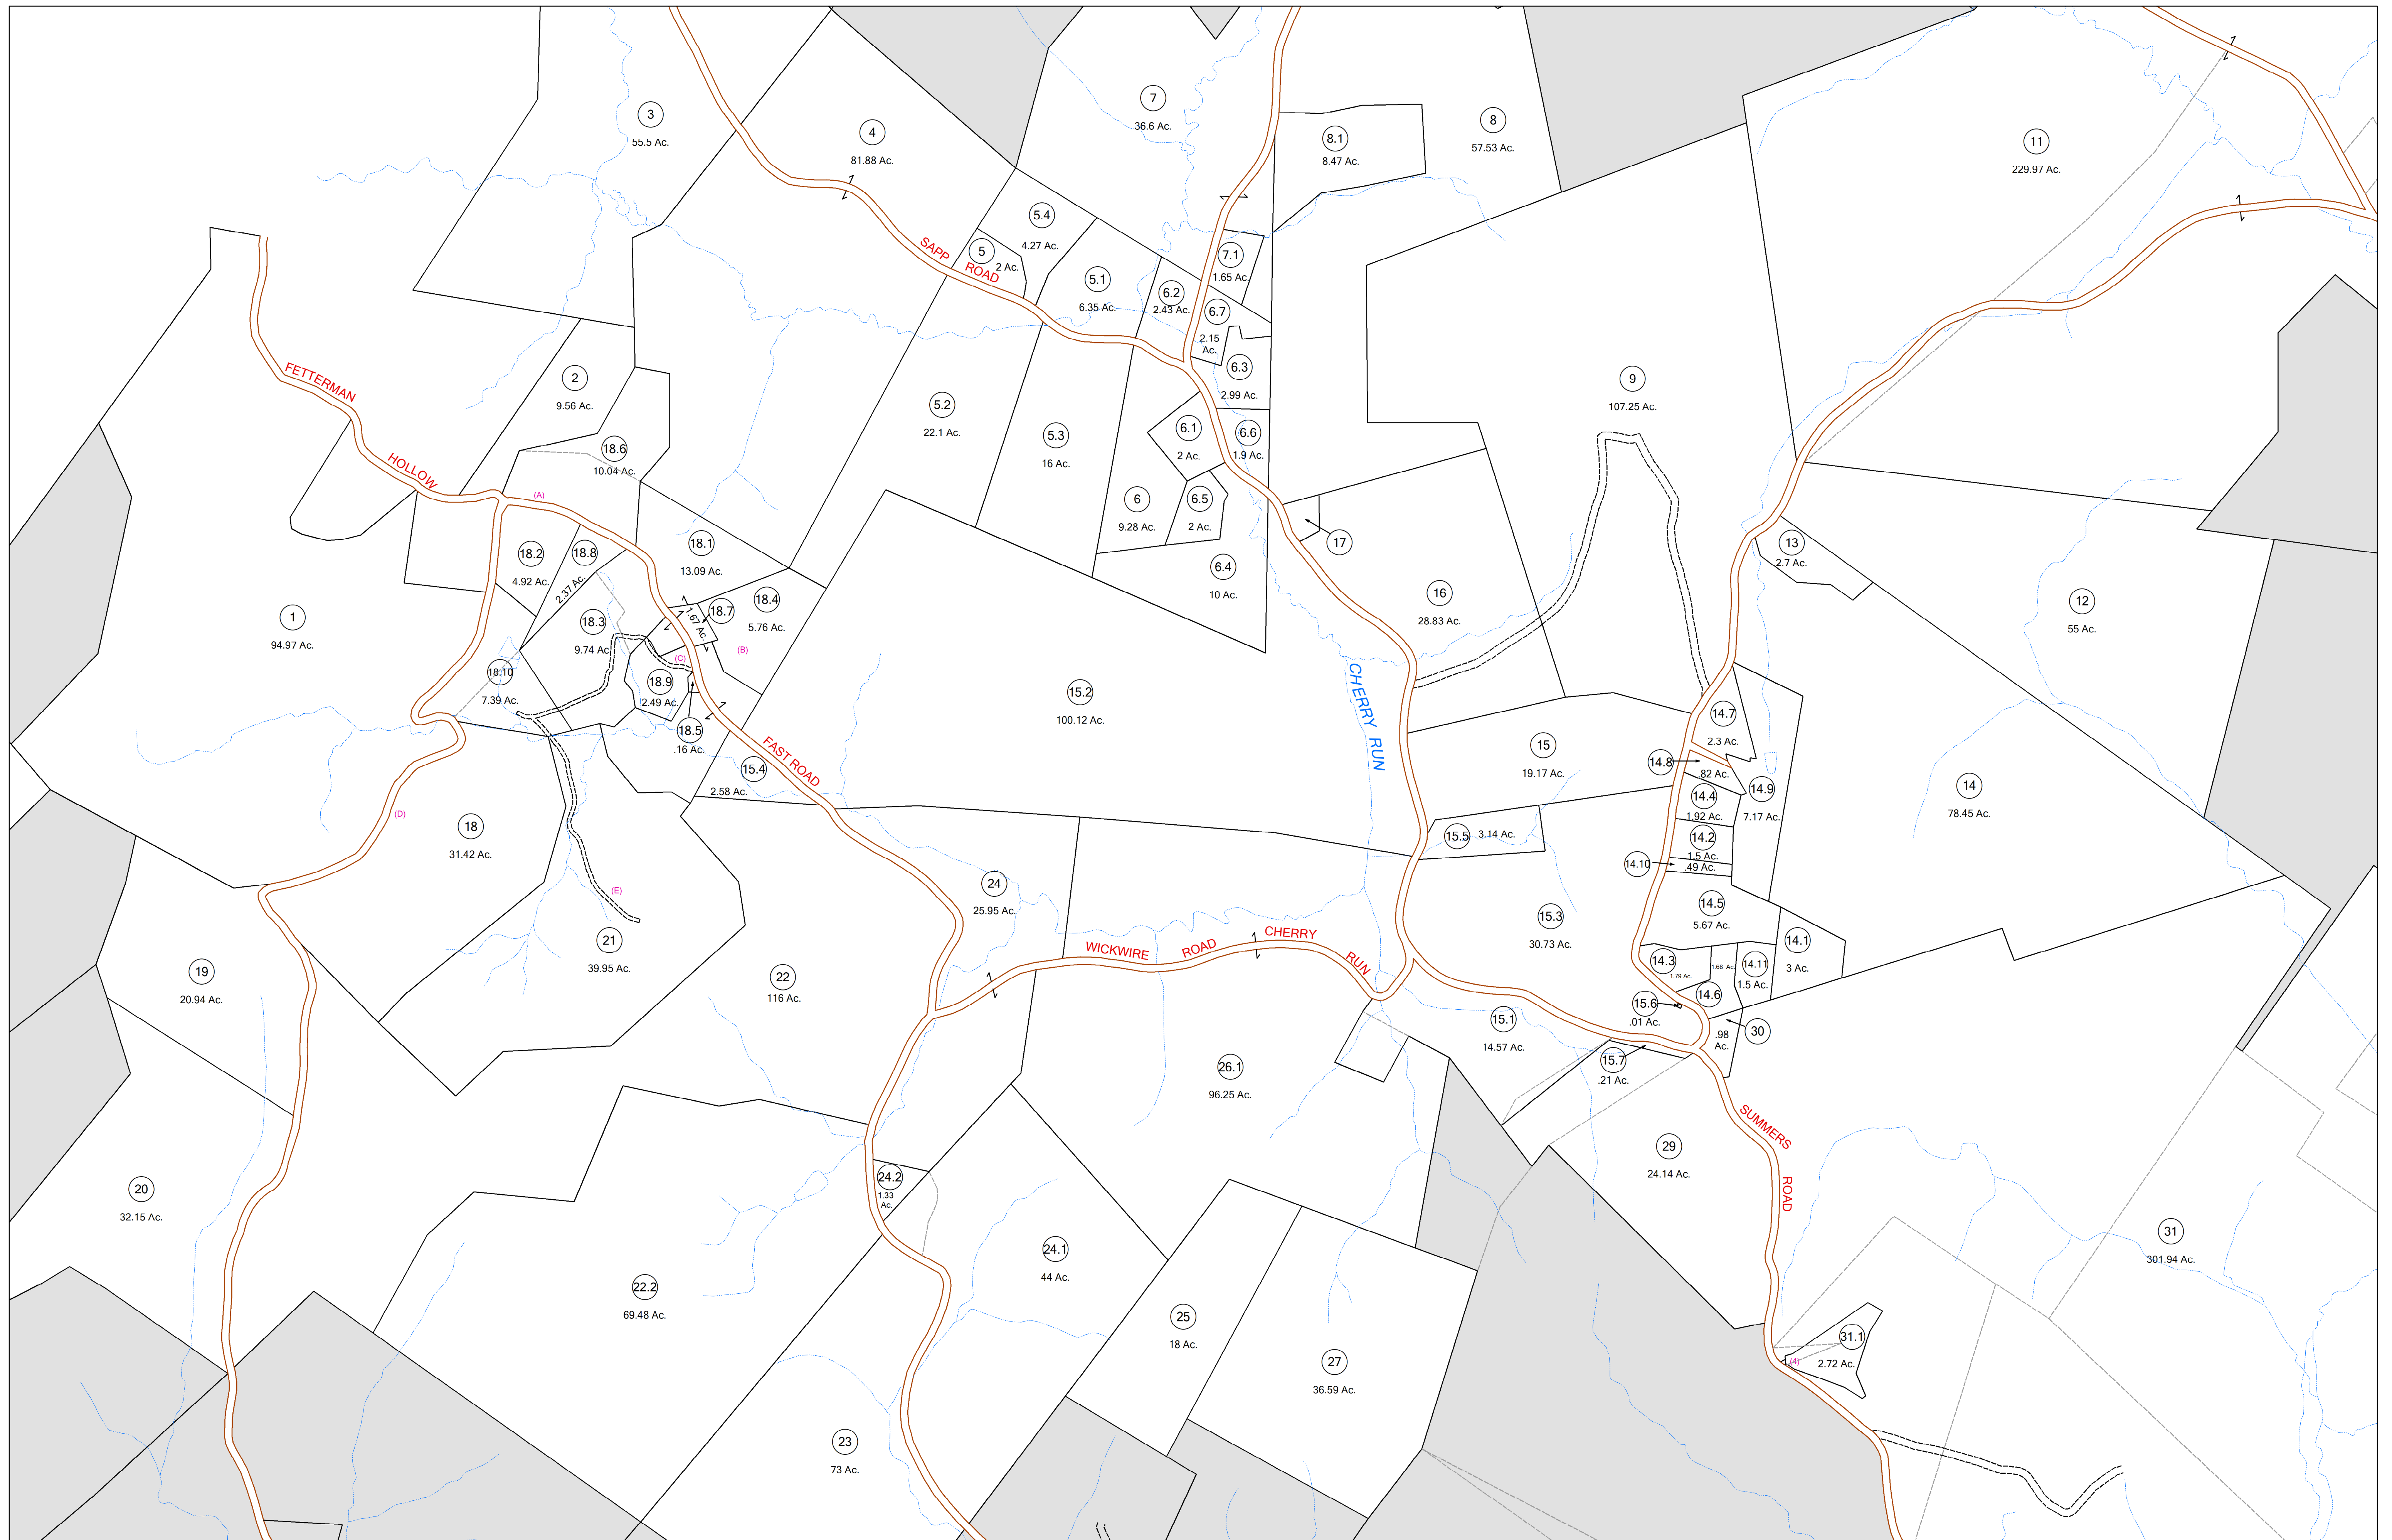 3
55.5 Ac.
4
81.88 Ac.
7
36.6 Ac.
8.1
8.47 Ac.
8
57.53 Ac.
11
229.97 Ac.
5.4
4.27 Ac.
5
2 Ac.
SAPP
ROAD
5.1
6.35 Ac.
6.2
2.43 Ac.
7.1
1.65 Ac.
6.7
2.15
Ac.
6.3
2.99 Ac.
FETTERMAN
HOLLOW
2
9.56 Ac.
18.6
10.04 Ac.
5.2
22.1 Ac.
5.3
16 Ac.
6.1
2 Ac.
6.6
1.9 Ac.
9
107.25 Ac.
(A)
6
9.28 Ac.
6.5
2 Ac.
17
6.4
10 Ac.
18.2
4.92 Ac.
18.8
2.37 Ac.
18.1
13.09 Ac.
13
2.7 Ac.
12
55 Ac.
1
94.97 Ac.
18.3
9.74 Ac.
18.7
1.67 Ac.
18.4
5.76 Ac.
(B)
(C)
16
28.83 Ac.
18.10
7.39 Ac.
18.9
2.49 Ac.
18.5
.16 Ac.
15.2
100.12 Ac.
CHERRY RUN
FAST ROAD
15.4
2.58 Ac.
15
19.17 Ac.
14.7
2.3 Ac.
14.8
.82 Ac.
14.9
7.17 Ac.
14
78.45 Ac.
14.4
1.92 Ac.
14.2
1.5 Ac.
14.10
.49 Ac.
(D)
18
31.42 Ac.
15.5
3.14 Ac.
(E)
24
25.95 Ac.
15.3
30.73 Ac.
14.5
5.67 Ac.
14.1
3 Ac.
21
39.95 Ac.
WICKWIRE
ROAD
CHERRY
RUN
14.3
1.79 Ac.
1.68 Ac.
14.11
1.5 Ac.
14.6
19
20.94 Ac.
22
116 Ac.
15.6
.01 Ac.
15.1
14.57 Ac.
30
.98
Ac.
15.7
.21 Ac.
26.1
96.25 Ac.
SUMMERS
ROAD
29
24.14 Ac.
20
32.15 Ac.
24.2
1.33
Ac.
31
301.94 Ac.
24.1
44 Ac.
22.2
69.48 Ac.
25
18 Ac.
27
36.59 Ac.
31.1
(4)
2.72 Ac.
23
73 Ac.